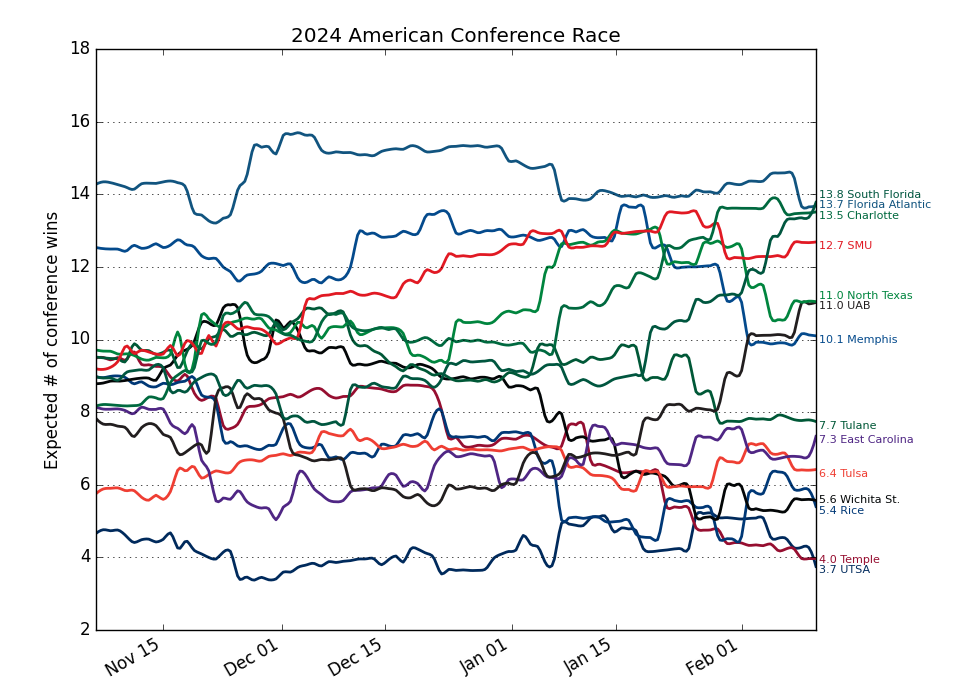 2024 American Conference Race
Expected # of conference wins
18
16
14
12
10
8
6
4
2
Nov 15
Dec 01
Dec 15
Jan 01
Jan 15
Feb 01
13.8 South Florida
13.7 Florida Atlantic
13.5 Charlotte
12.7 SMU
11.0 North Texas
11.0 UAB
10.1 Memphis
7.7 Tulane
7.3 East Carolina
6.4 Tulsa
5.6 Wichita St.
5.4 Rice
4.0 Temple
3.7 UTSA